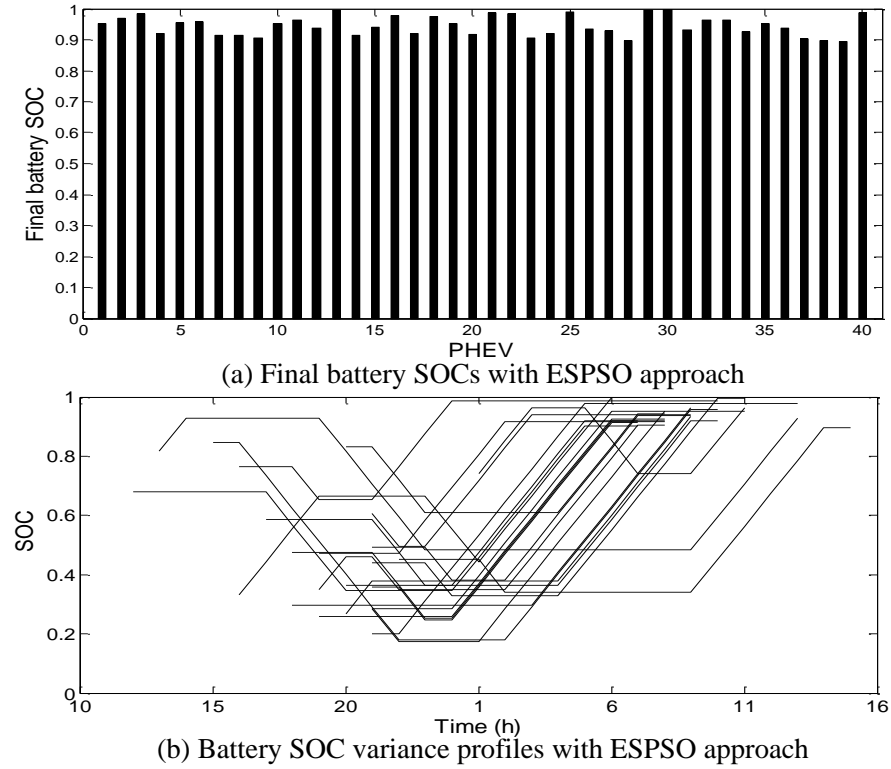 1
0.9
0.8
0.7
0.6
0.5
0.4
0.3
0.2
0.1
0
Final battery SOC
0 5 10 15 20 25 30 35 40
PHEV
(a) Final battery SOCs with ESPSO approach
1
0.8
0.6
0.4
0.2
0
SOC
10 15 20 1 6 11 16
Time (h)
(b) Battery SOC variance profiles with ESPSO approach